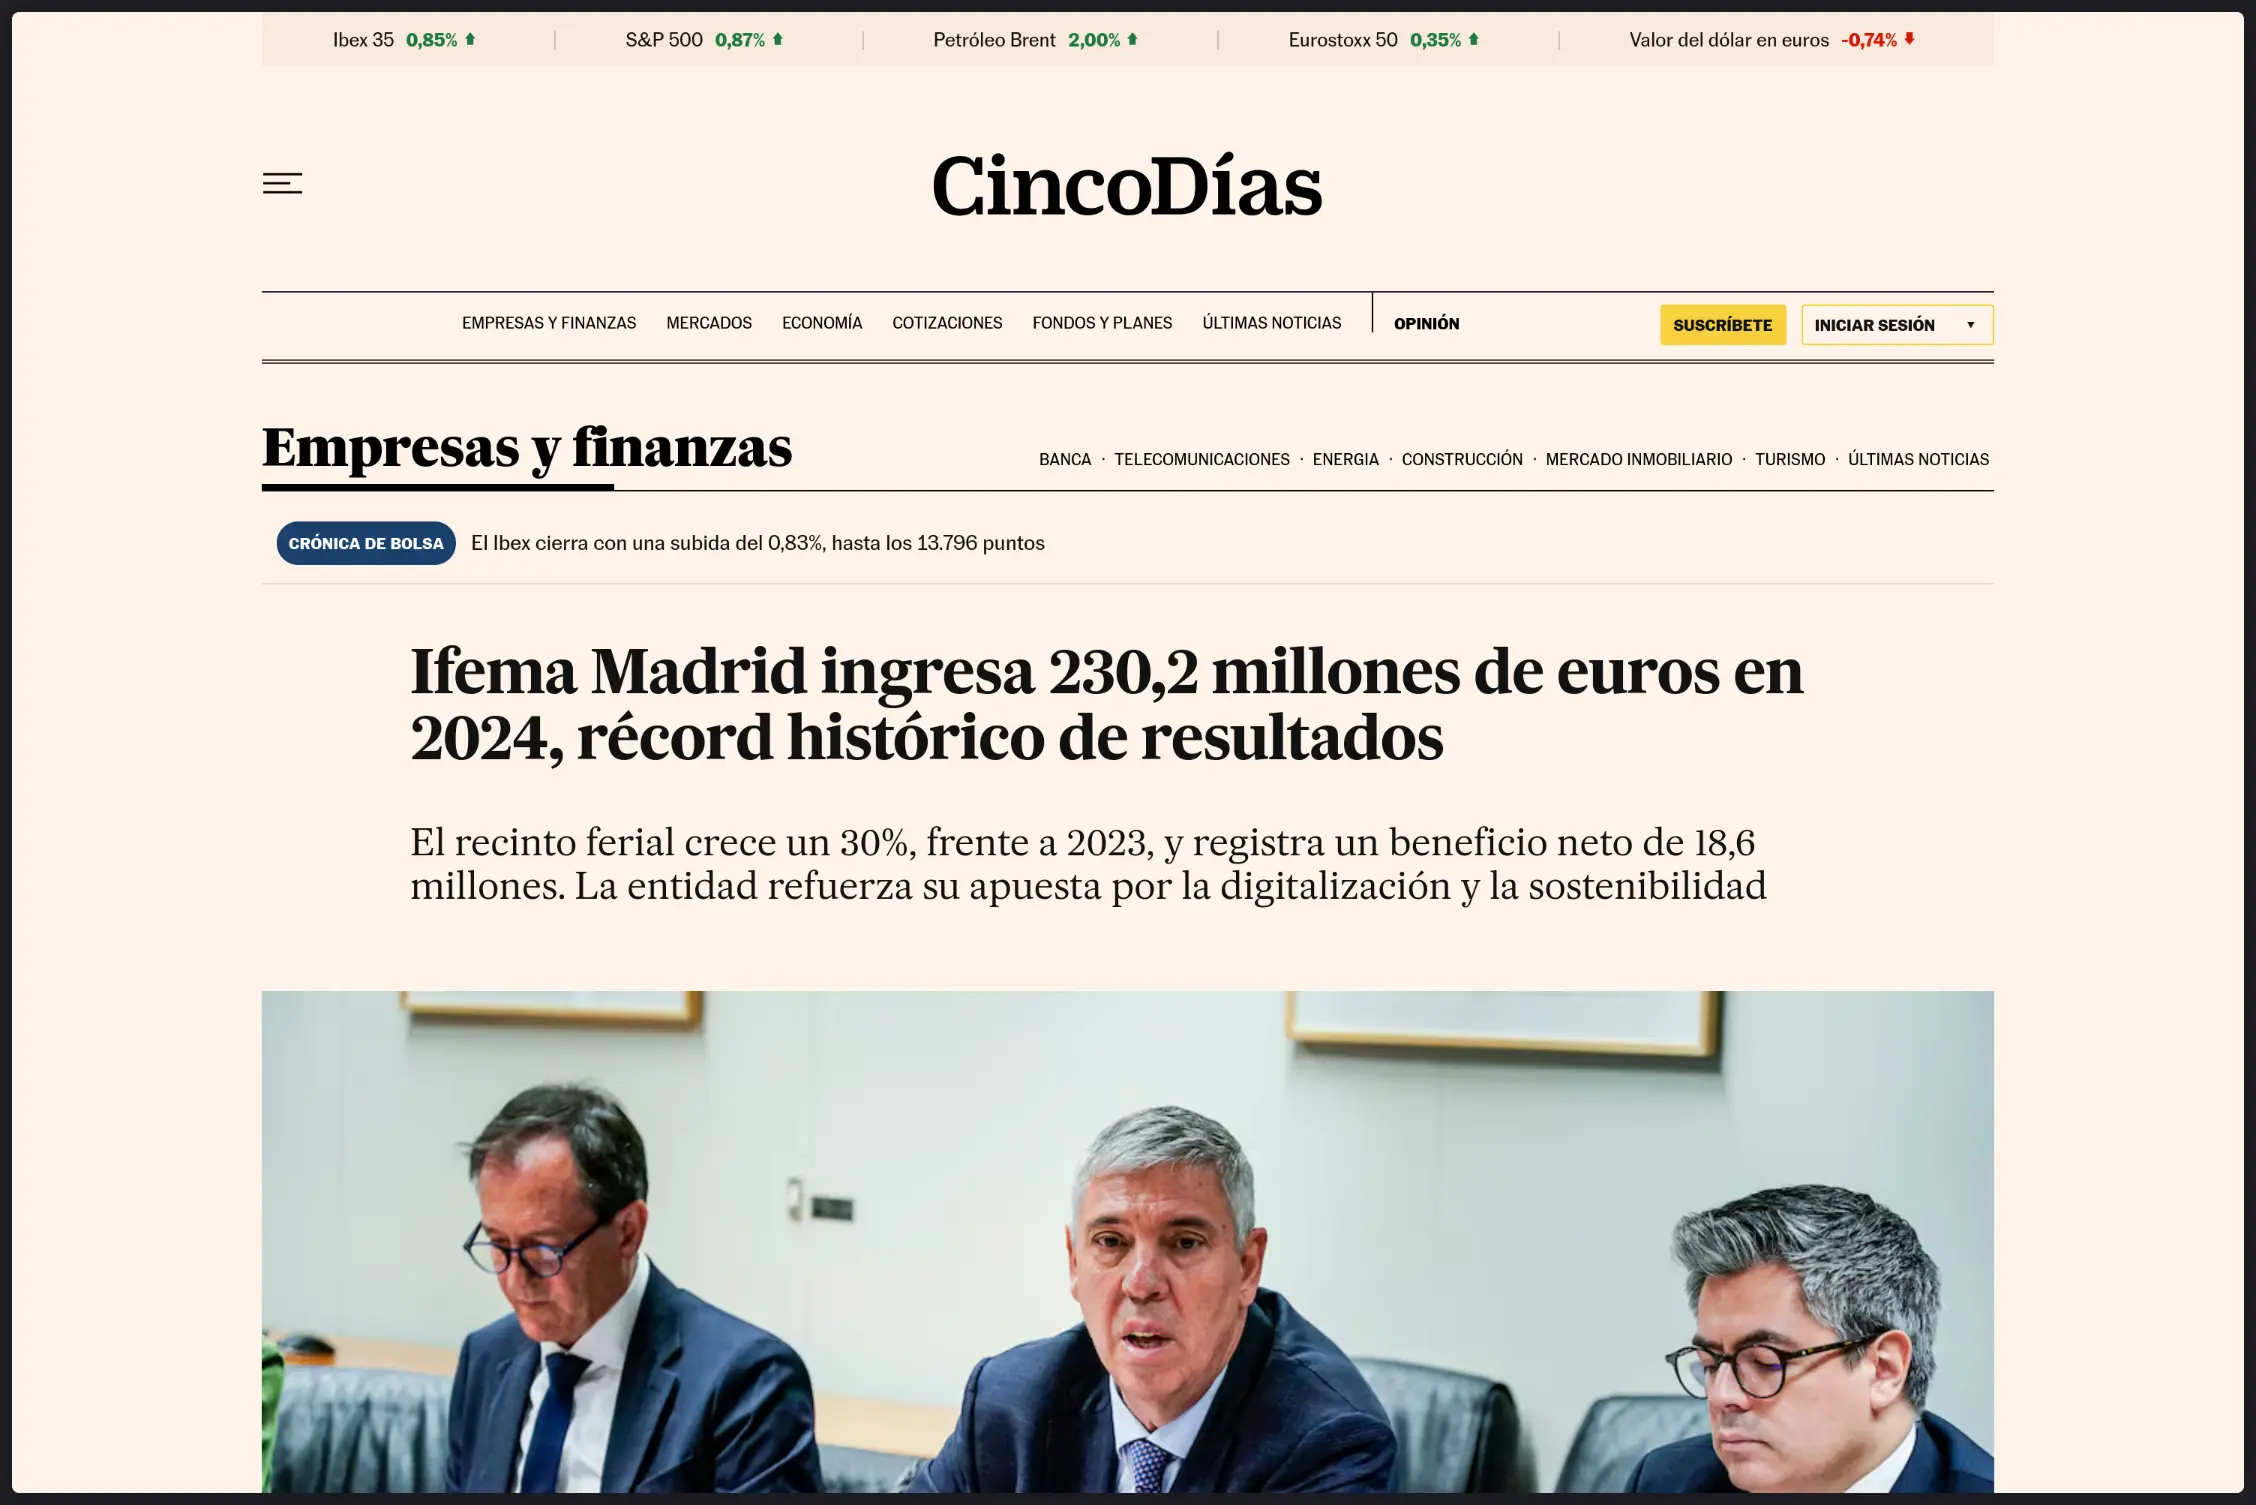 Ibex 35 0,85%
S&P 500 0,87%
Petróleo Brent 2,00%
Eurostoxx 50 0,35%
Valor del dólar en euros -0,74%
CincoDías
EMPRESAS Y FINANZAS
MERCADOS
ECONOMÍA
COTIZACIONES
FONDOS Y PLANES
ÚLTIMAS NOTICIAS
OPINIÓN
SUSCRÍBETE
INICIAR SESIÓN
Empresas y finanzas
BANCA · TELECOMUNICACIONES · ENERGIA · CONSTRUCCIÓN · MERCADO INMOBILIARIO · TURISMO · ÚLTIMAS NOTICIAS
CRÓNICA DE BOLSA
El Ibex cierra con una subida del 0,83%, hasta los 13.796 puntos
Ifema Madrid ingresa 230,2 millones de euros en
2024, récord histórico de resultados
El recinto ferial crece un 30%, frente a 2023, y registra un beneficio neto de 18,6
millones. La entidad refuerza su apuesta por la digitalización y la sostenibilidad